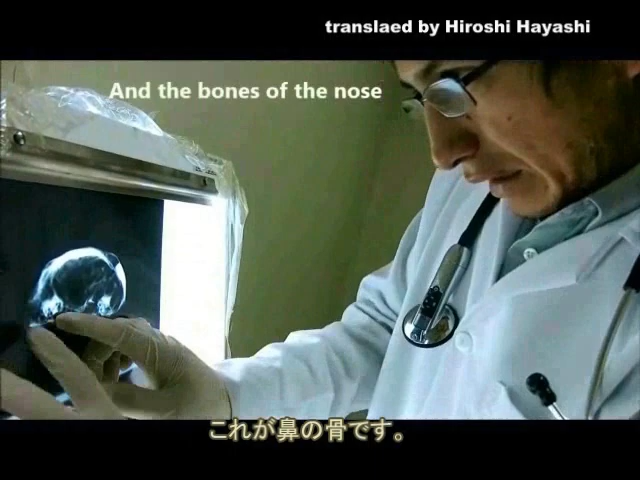 translaed by Hiroshi Hayashi
And the bones of the nose
これが鼻の骨です。